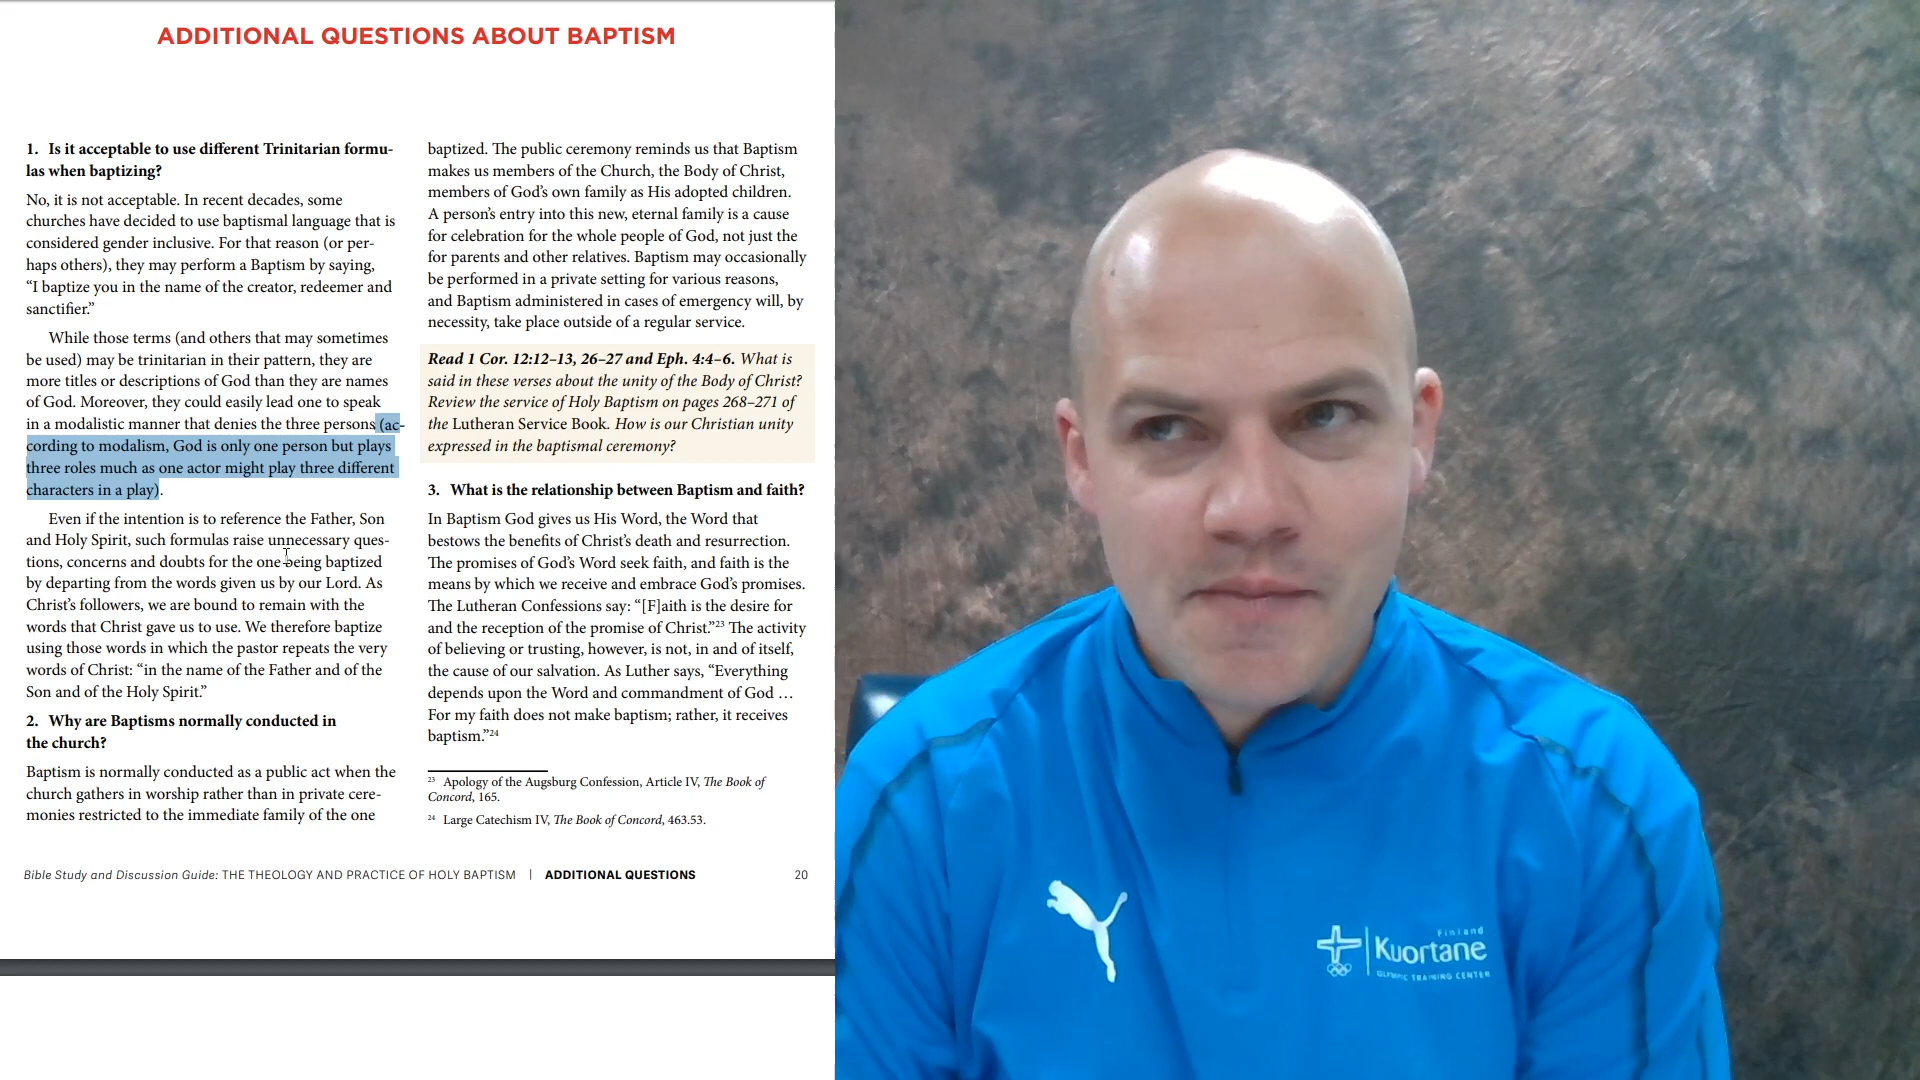 ADDITIONAL QUESTIONS ABOUT BAPTISM
1. Is it acceptable to use different Trinitarian formu-
las when baptizing?
No, it is not acceptable. In recent decades, some
churches have decided to use baptismal language that is
considered gender inclusive. For that reason (or per-
haps others), they may perform a Baptism by saying,
“I baptize you in the name of the creator, redeemer and
sanctifier.”
While those terms (and others that may sometimes
be used) may be trinitarian in their pattern, they are
more titles or descriptions of God than they are names
of God. Moreover, they could easily lead one to speak
in a modalistic manner that denies the three persons (ac-
cording to modalism, God is only one person but plays
three roles much as one actor might play three different
characters in a play).
Even if the intention is to reference the Father, Son
and Holy Spirit, such formulas raise unnecessary ques-
tions, concerns and doubts for the one being baptized
by departing from the words given us by our Lord. As
Christ’s followers, we are bound to remain with the
words that Christ gave us to use. We therefore baptize
using those words in which the pastor repeats the very
words of Christ: “in the name of the Father and of the
Son and of the Holy Spirit.”
2. Why are Baptisms normally conducted in
the church?
Baptism is normally conducted as a public act when the
church gathers in worship rather than in private cere-
monies restricted to the immediate family of the one
baptized. The public ceremony reminds us that Baptism
makes us members of the Church, the Body of Christ,
members of God’s own family as His adopted children.
A person’s entry into this new, eternal family is a cause
for celebration for the whole people of God, not just the
for parents and other relatives. Baptism may occasionally
be performed in a private setting for various reasons,
and Baptism administered in cases of emergency will, by
necessity, take place outside of a regular service.
Read 1 Cor. 12:12–13, 26–27 and Eph. 4:4–6. What is
said in these verses about the unity of the Body of Christ?
Review the service of Holy Baptism on pages 268–271 of
the Lutheran Service Book. How is our Christian unity
expressed in the baptismal ceremony?
3. What is the relationship between Baptism and faith?
In Baptism God gives us His Word, the Word that
bestows the benefits of Christ’s death and resurrection.
The promises of God’s Word seek faith, and faith is the
means by which we receive and embrace God’s promises.
The Lutheran Confessions say: “[F]aith is the desire for
and the reception of the promise of Christ.”23 The activity
of believing or trusting, however, is not, in and of itself,
the cause of our salvation. As Luther says, “Everything
depends upon the Word and commandment of God …
For my faith does not make baptism; rather, it receives
baptism.”24
23 Apology of the Augsburg Confession, Article IV, The Book of
Concord, 165.
24 Large Catechism IV, The Book of Concord, 463.53.
Bible Study and Discussion Guide: THE THEOLOGY AND PRACTICE OF HOLY BAPTISM | ADDITIONAL QUESTIONS 20
Finland
Kuortane
OLYMPIC TRAINING CENTER